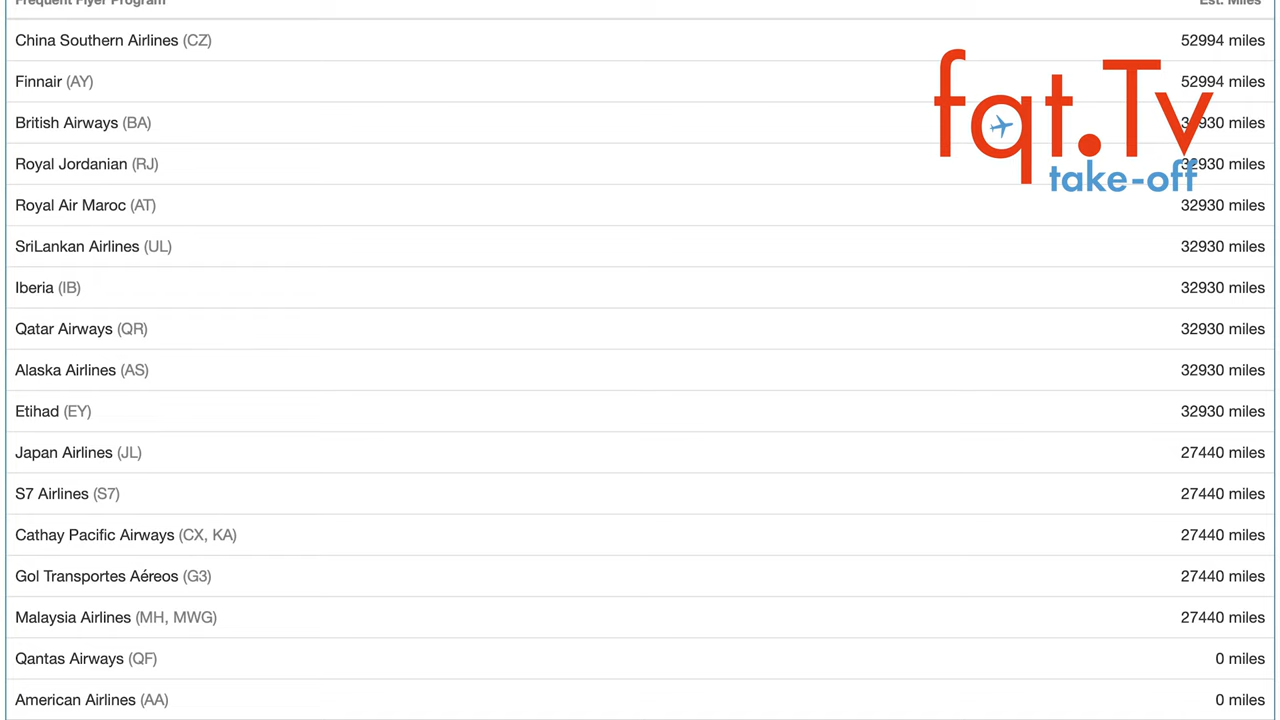 Frequent Flyer Program Est. Miles
China Southern Airlines (CZ) 52994 miles
Finnair (AY) 52994 miles
British Airways (BA) 32930 miles
Royal Jordanian (RJ) 32930 miles
Royal Air Maroc (AT) 32930 miles
SriLankan Airlines (UL) 32930 miles
Iberia (IB) 32930 miles
Qatar Airways (QR) 32930 miles
Alaska Airlines (AS) 32930 miles
Etihad (EY) 32930 miles
Japan Airlines (JL) 27440 miles
S7 Airlines (S7) 27440 miles
Cathay Pacific Airways (CX, KA) 27440 miles
Gol Transportes Aéreos (G3) 27440 miles
Malaysia Airlines (MH, MWG) 27440 miles
Qantas Airways (QF) 0 miles
American Airlines (AA) 0 miles
fqt.Tv
take-off